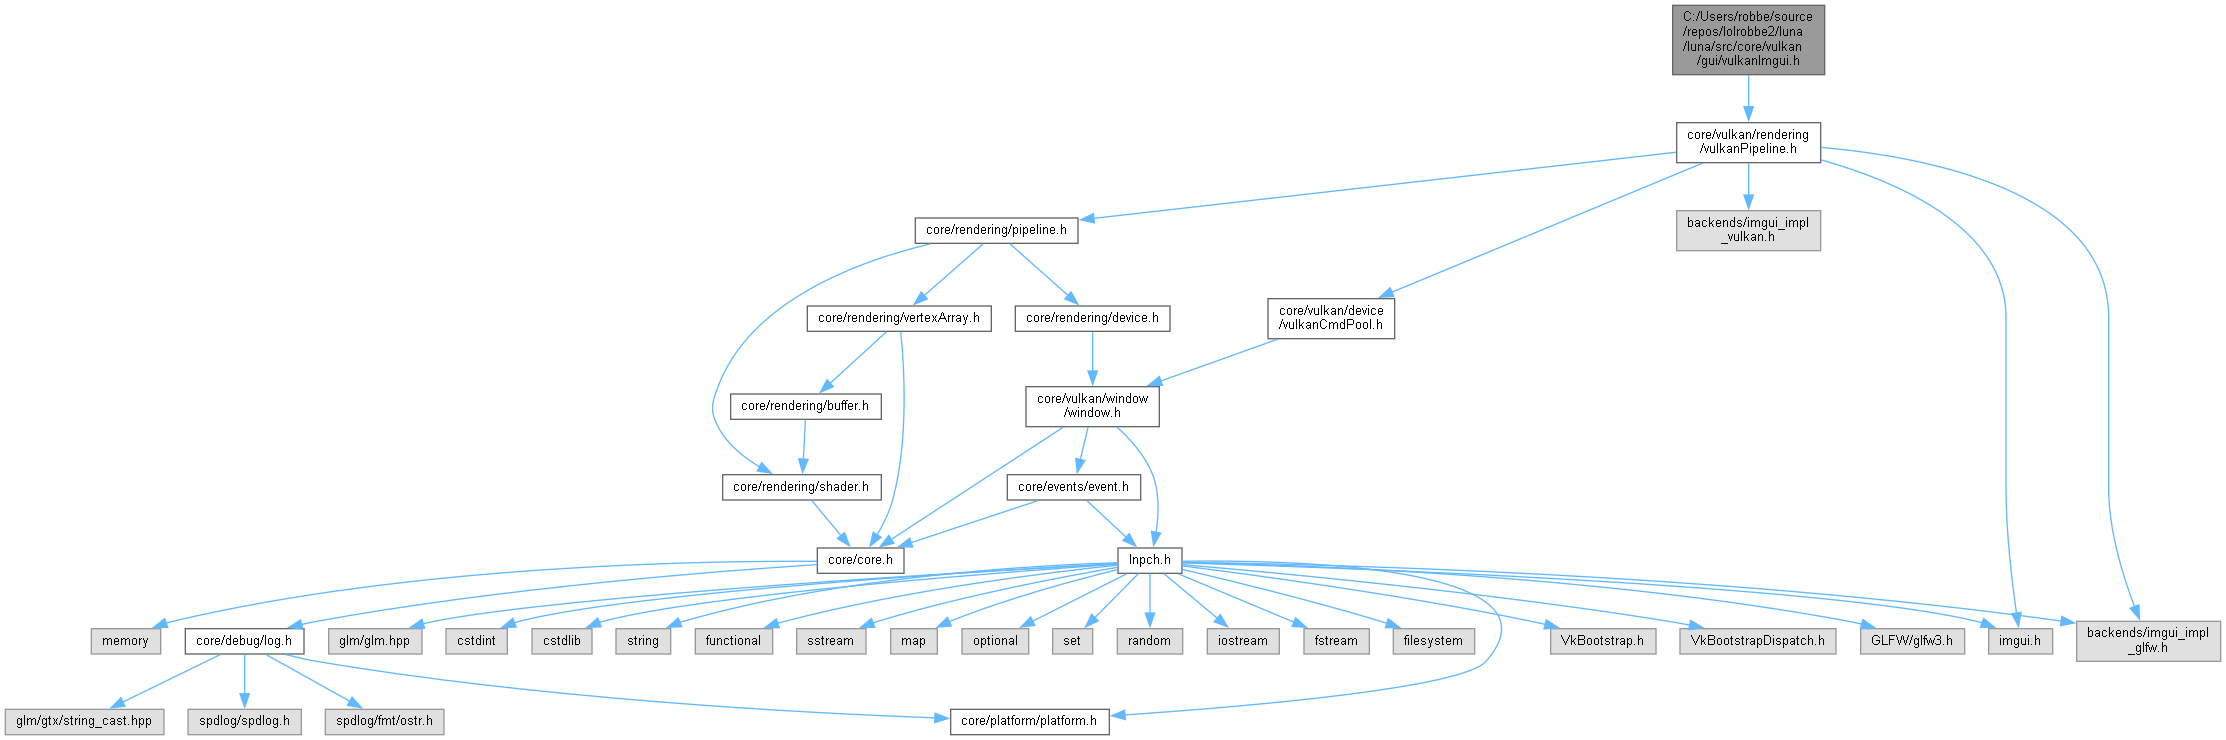 C:/Users/robbe/source
/repos/lolrobbe2/luna
/luna/src/core/vulkan
/gui/vulkanImgui.h
core/vulkan/rendering
/vulkanPipeline.h
core/rendering/pipeline.h
backends/imgui_impl
_vulkan.h
core/rendering/vertexArray.h
core/rendering/device.h
core/vulkan/device
/vulkanCmdPool.h
core/rendering/buffer.h
core/vulkan/window
/window.h
core/rendering/shader.h
core/events/event.h
core/core.h
lnpch.h
memory
core/debug/log.h
glm/glm.hpp
cstdint
cstdlib
string
functional
sstream
map
optional
set
random
iostream
fstream
filesystem
VkBootstrap.h
VkBootstrapDispatch.h
GLFW/glfw3.h
imgui.h
backends/imgui_impl
_glfw.h
glm/gtx/string_cast.hpp
spdlog/spdlog.h
spdlog/fmt/ostr.h
core/platform/platform.h